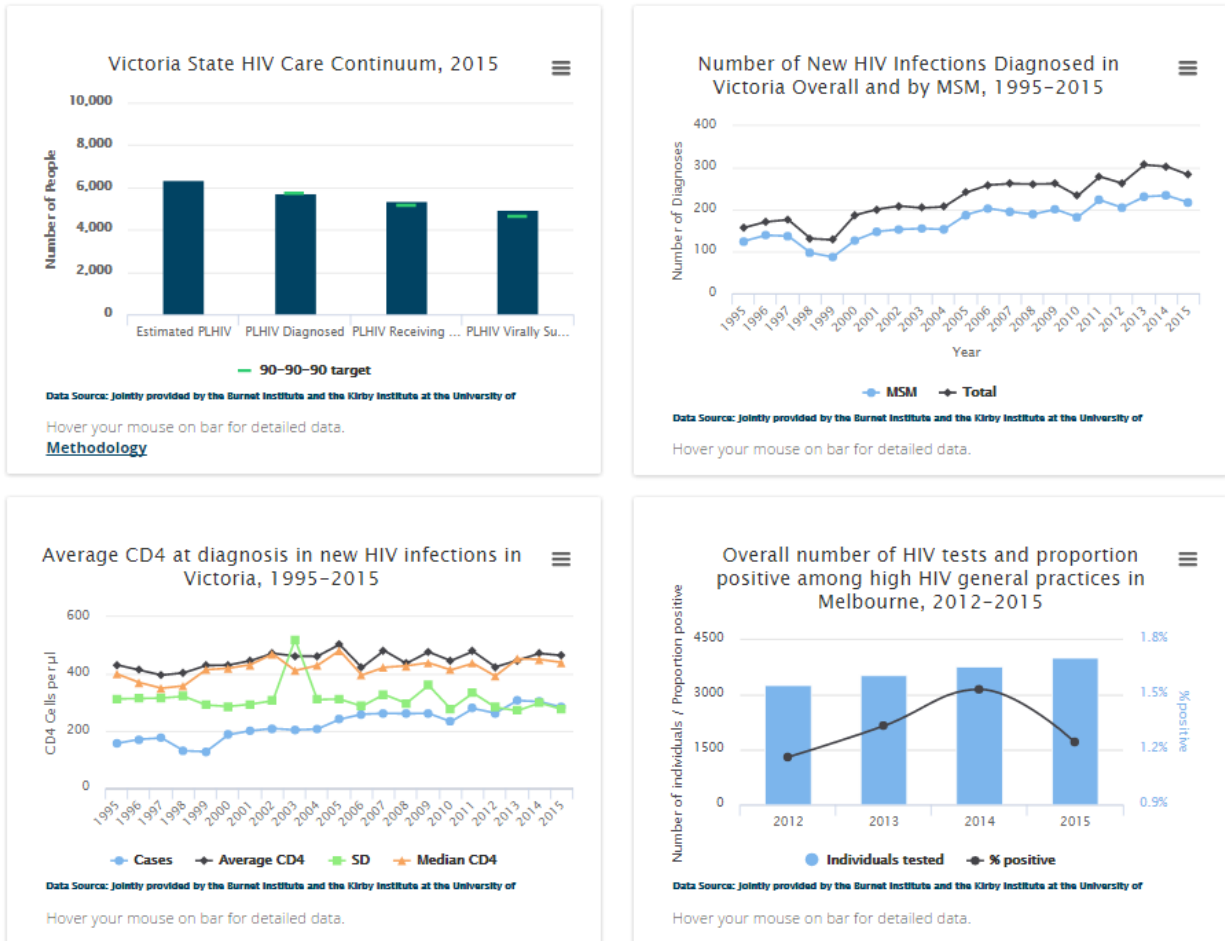 Victoria State HIV Care Continuum, 2015
10,000
8,000
6,000
4,000
2,000
0
Number of People
Estimated PLHIV
PLHIV Diagnosed
PLHIV Receiving ...
PLHIV Virally Su...
90-90-90 target
Data Source: Jointly provided by the Burnet Institute and the Kirby Institute at the University of
Hover your mouse on bar for detailed data.
Methodology
Number of New HIV Infections Diagnosed in
Victoria Overall and by MSM, 1995-2015
400
300
200
100
0
Number of Diagnoses
1995
1996
1997
1998
1999
2000
2001
2002
2003
2004
2005
2006
2007
2008
2009
2010
2011
2012
2013
2014
2015
Year
MSM
Total
Data Source: Jointly provided by the Burnet Institute and the Kirby Institute at the University of
Hover your mouse on bar for detailed data.
Average CD4 at diagnosis in new HIV infections in
Victoria, 1995-2015
600
400
200
0
CD4 Cells per µl
1995
1996
1997
1998
1999
2000
2001
2002
2003
2004
2005
2006
2007
2008
2009
2010
2011
2012
2013
2014
2015
Cases
Average CD4
SD
Median CD4
Data Source: Jointly provided by the Burnet Institute and the Kirby Institute at the University of
Hover your mouse on bar for detailed data.
Overall number of HIV tests and proportion
positive among high HIV general practices in
Melbourne, 2012-2015
4500
3000
1500
0
Number of individuals / Proportion positive
1.8%
1.5%
1.2%
0.9%
%positive
2012
2013
2014
2015
Individuals tested
% positive
Data Source: Jointly provided by the Burnet Institute and the Kirby Institute at the University of
Hover your mouse on bar for detailed data.